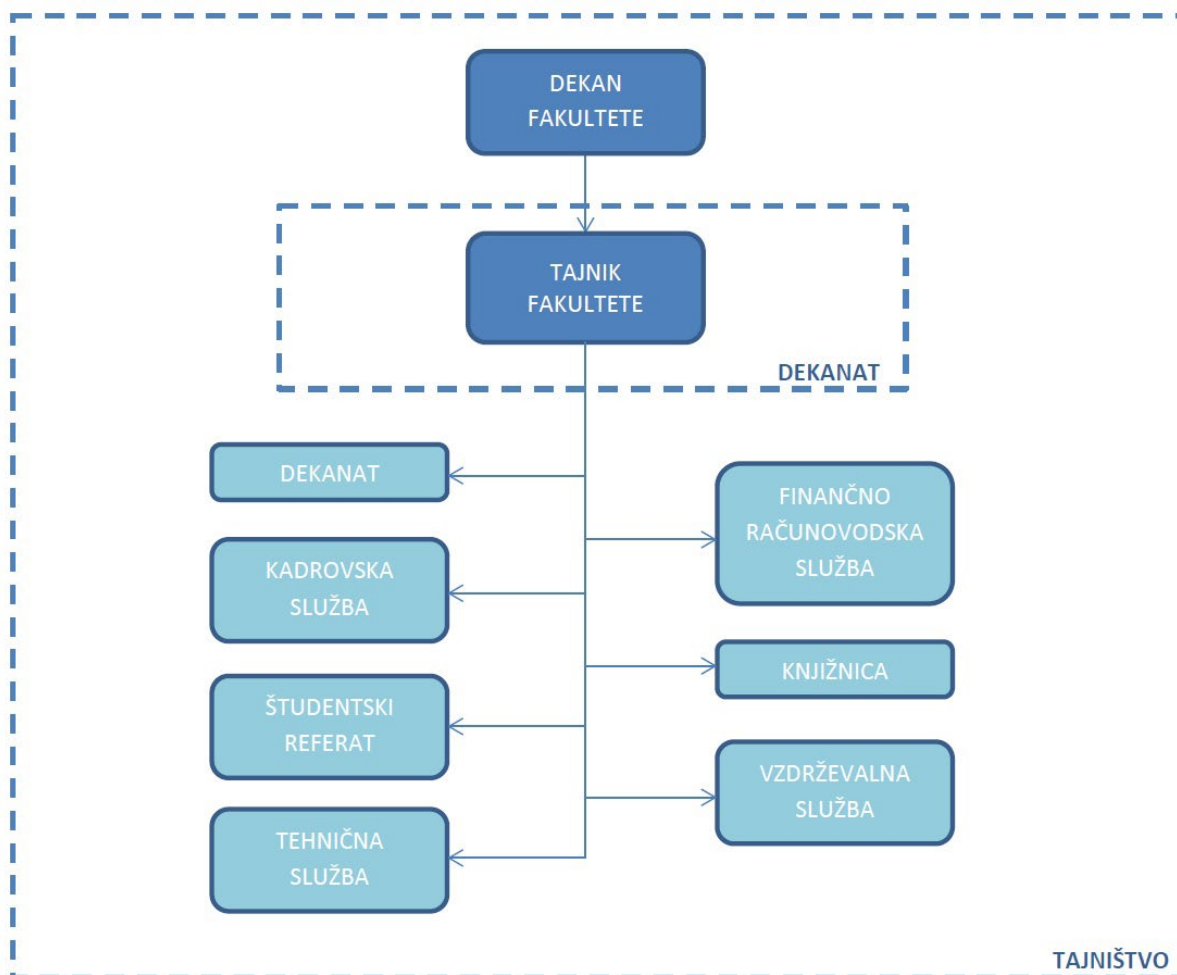 DEKAN
FAKULTETE
TAJNIK
FAKULTETE
DEKANAT
DEKANAT
KADROVSKA
SLUŽBA
ŠTUDENTSKI
REFERAT
TEHNIČNA
SLUŽBA
FINANČNO
RAČUNOVODSKA
SLUŽBA
KNJIŽNICA
VZDRŽEVALNA
SLUŽBA
TAJNIŠTVO